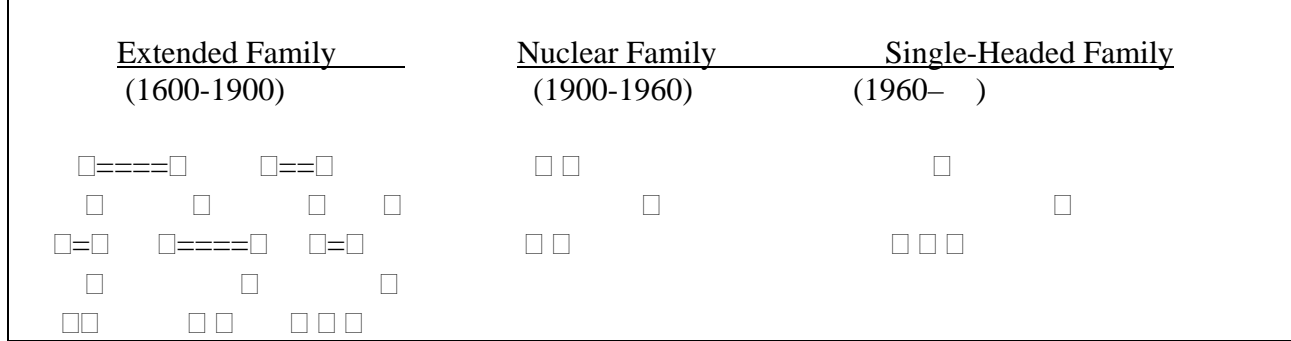 Extended Family Nuclear Family Single-Headed Family
(1600-1900) (1900-1960) (1960– )
□====□ □==□ □ □ □
□ □ □ □ □ □
□=□ □====□ □=□ □ □ □ □ □
□ □ □
□□ □ □ □ □ □